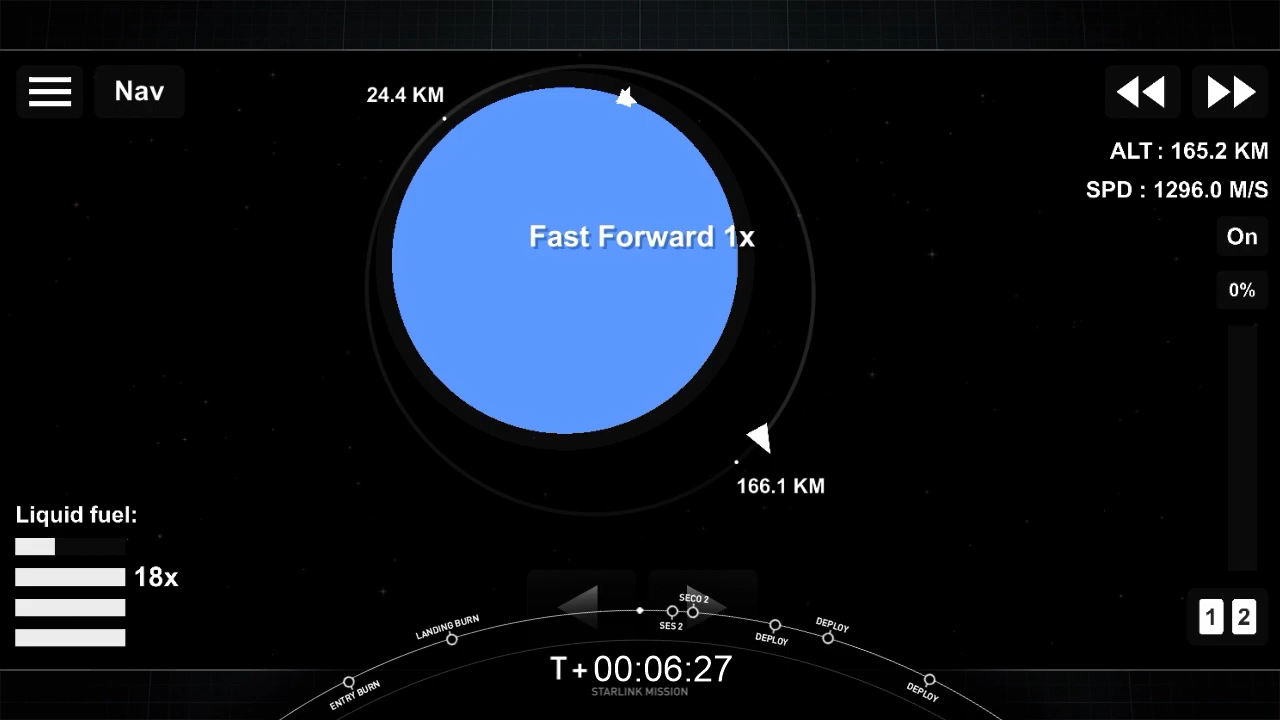 24.4 KM
Nav
ALT : 165.2 KM
SPD : 1296.0 M/S
Fast Forward 1x
On
0%
166.1 KM
Liquid fuel:
18x
1 2
SECO 2
SES 2
LANDING BURN
DEPLOY
DEPLOY
ENTRY BURN
DEPLOY
T+00:06:27
STARLINK MISSION